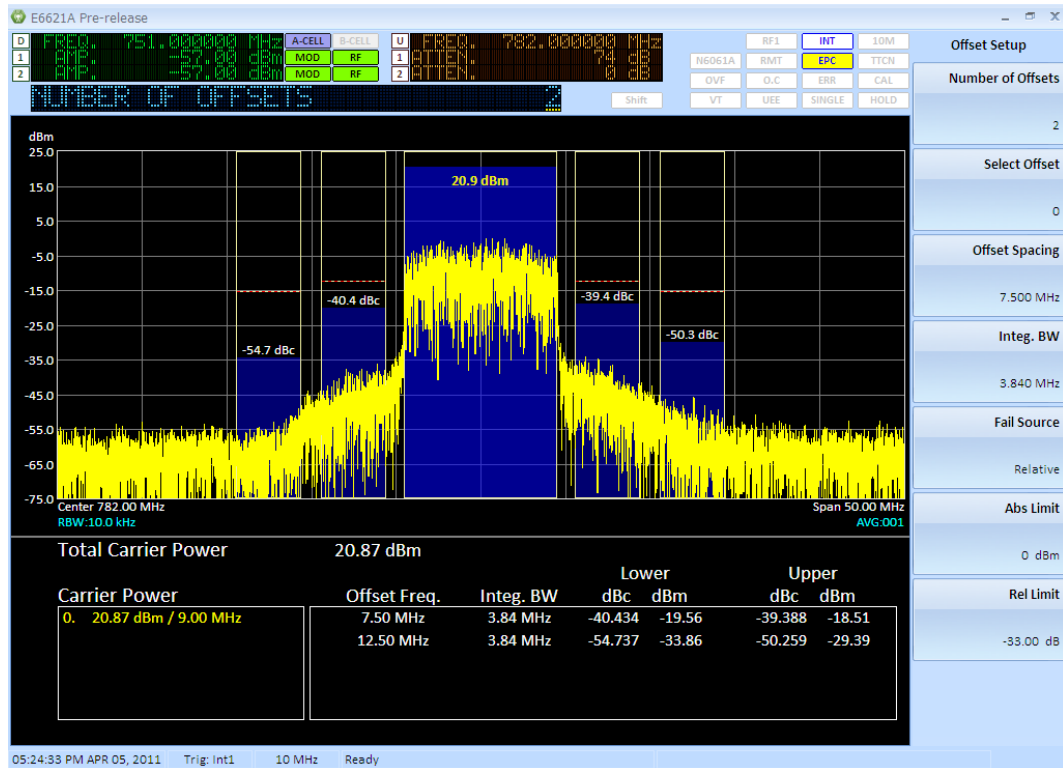 E6621A Pre-release
D FREQ. 751.000000 MHz A-CELL B-CELL U FREQ. 782.000000 MHz RF1 INT 10M
1 AMP. -57.00 dBm MOD RF 1 ATTEN. 74 dB N6061A RMT EPC TTCN
2 AMP. -57.00 dBm MOD RF 2 ATTEN. 0 dB OVF O.C ERR CAL
NUMBER OF OFFSETS 2 Shift VT UEE SINGLE HOLD
dBm
25.0
15.0
5.0
-5.0
-15.0
-25.0
-35.0
-45.0
-55.0
-65.0
-75.0
20.9 dBm
-40.4 dBc
-39.4 dBc
-54.7 dBc
-50.3 dBc
Center 782.00 MHz Span 50.00 MHz
RBW:10.0 kHz AVG:001
Total Carrier Power 20.87 dBm
Lower Upper
Carrier Power Offset Freq. Integ. BW dBc dBm dBc dBm
0. 20.87 dBm / 9.00 MHz 7.50 MHz 3.84 MHz -40.434 -19.56 -39.388 -18.51
12.50 MHz 3.84 MHz -54.737 -33.86 -50.259 -29.39
Offset Setup
Number of Offsets
2
Select Offset
0
Offset Spacing
7.500 MHz
Integ. BW
3.840 MHz
Fail Source
Relative
Abs Limit
0 dBm
Rel Limit
-33.00 dB
05:24:33 PM APR 05, 2011 Trig: Int1 10 MHz Ready